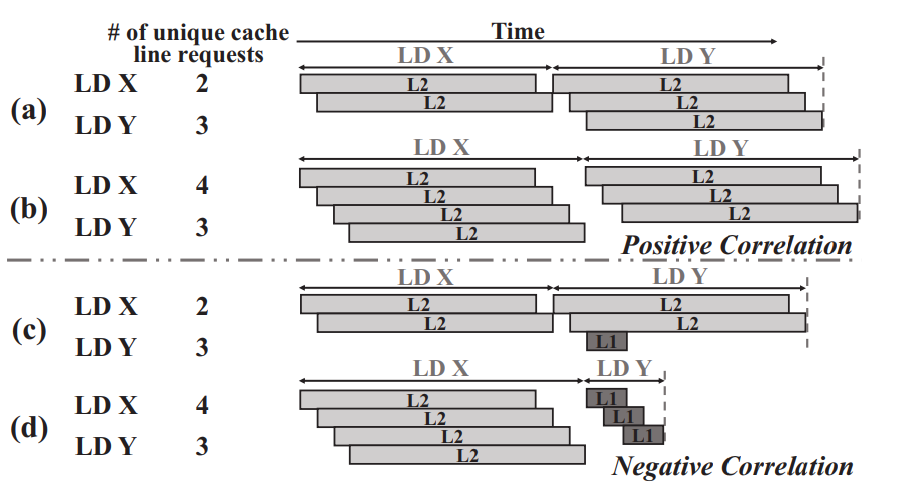 # of unique cache
line requests
Time
LD X
LD Y
(a)
LD X 2
LD Y 3
L2
L2
L2
L2
L2
LD X
LD Y
(b)
LD X 4
LD Y 3
L2
L2
L2
L2
L2
L2
L2
Positive Correlation
LD X
LD Y
(c)
LD X 2
LD Y 3
L2
L2
L2
L2
L1
LD X
LD Y
(d)
LD X 4
LD Y 3
L2
L2
L2
L2
L1
L1
L1
Negative Correlation